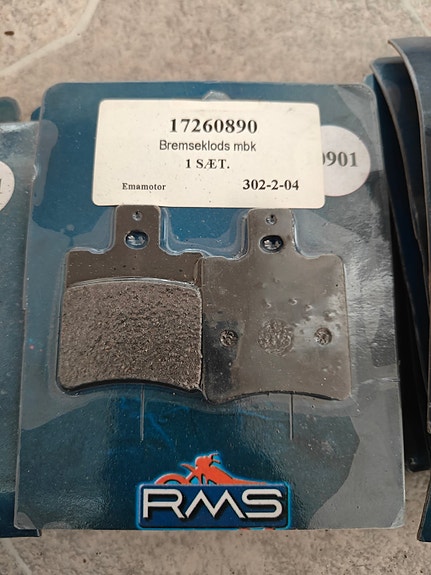 17260890
Bremseklods mbk
1 SÆT.
Emamotor 302-2-04
0901
RMS